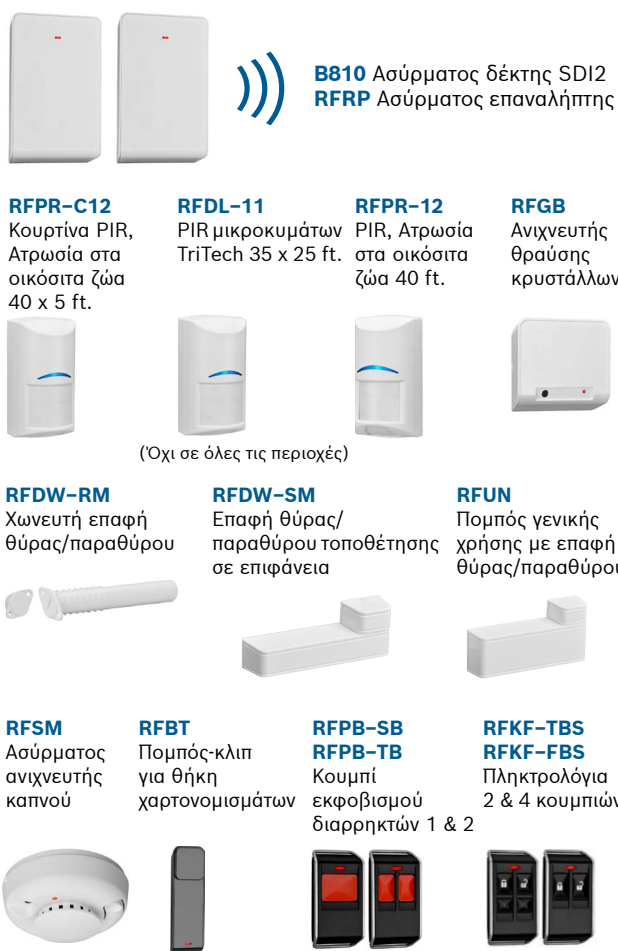 B810 Ασύρματος δέκτης SDI2
RFRP Ασύρματος επαναλήπτης
RFPR-C12
Κουρτίνα PIR,
Ατρωσία στα
οικόσιτα ζώα
40 x 5 ft.
RFDL-11
PIR μικροκυμάτων
TriTech 35 x 25 ft.
RFPR-12
PIR, Ατρωσία
στα οικόσιτα
ζώα 40 ft.
RFGB
Ανιχνευτής
θραύσης
κρυστάλλων
(Όχι σε όλες τις περιοχές)
RFDW-RM
Χωνευτή επαφή
θύρας/παραθύρου
RFDW-SM
Επαφή θύρας/
παραθύρου τοποθέτησης
σε επιφάνεια
RFUN
Πομπός γενικής
χρήσης με επαφή
θύρας/παραθύρου
RFSM
Ασύρματος
ανιχνευτής
καπνού
RFBT
Πομπός-κλιπ
για θήκη
χαρτονομισμάτων
RFPB-SB
RFPB-TB
Κουμπί
εκφοβισμού
διαρρηκτών 1 & 2
RFKF-TBS
RFKF-FBS
Πληκτρολόγια
2 & 4 κουμπιών